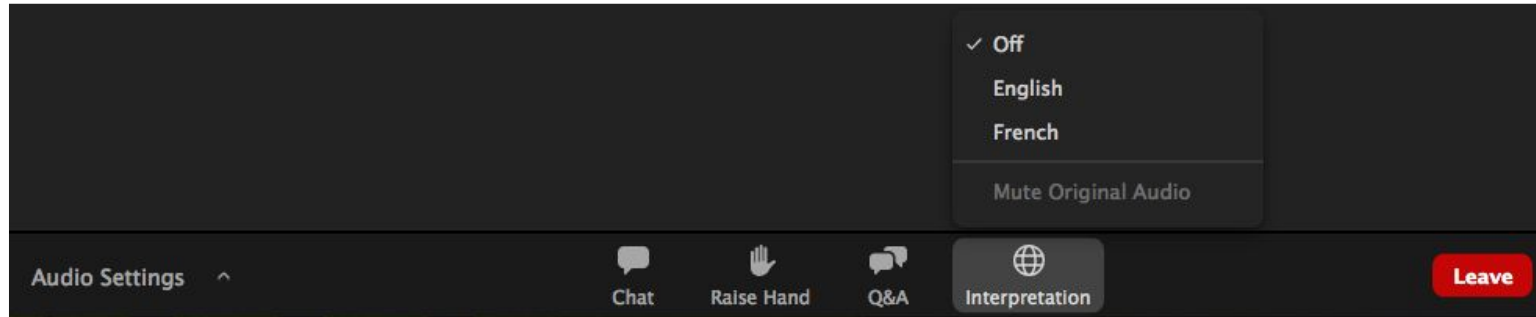 Off
English
French
Mute Original Audio
Audio Settings
Chat
Raise Hand
Q&A
Interpretation
Leave